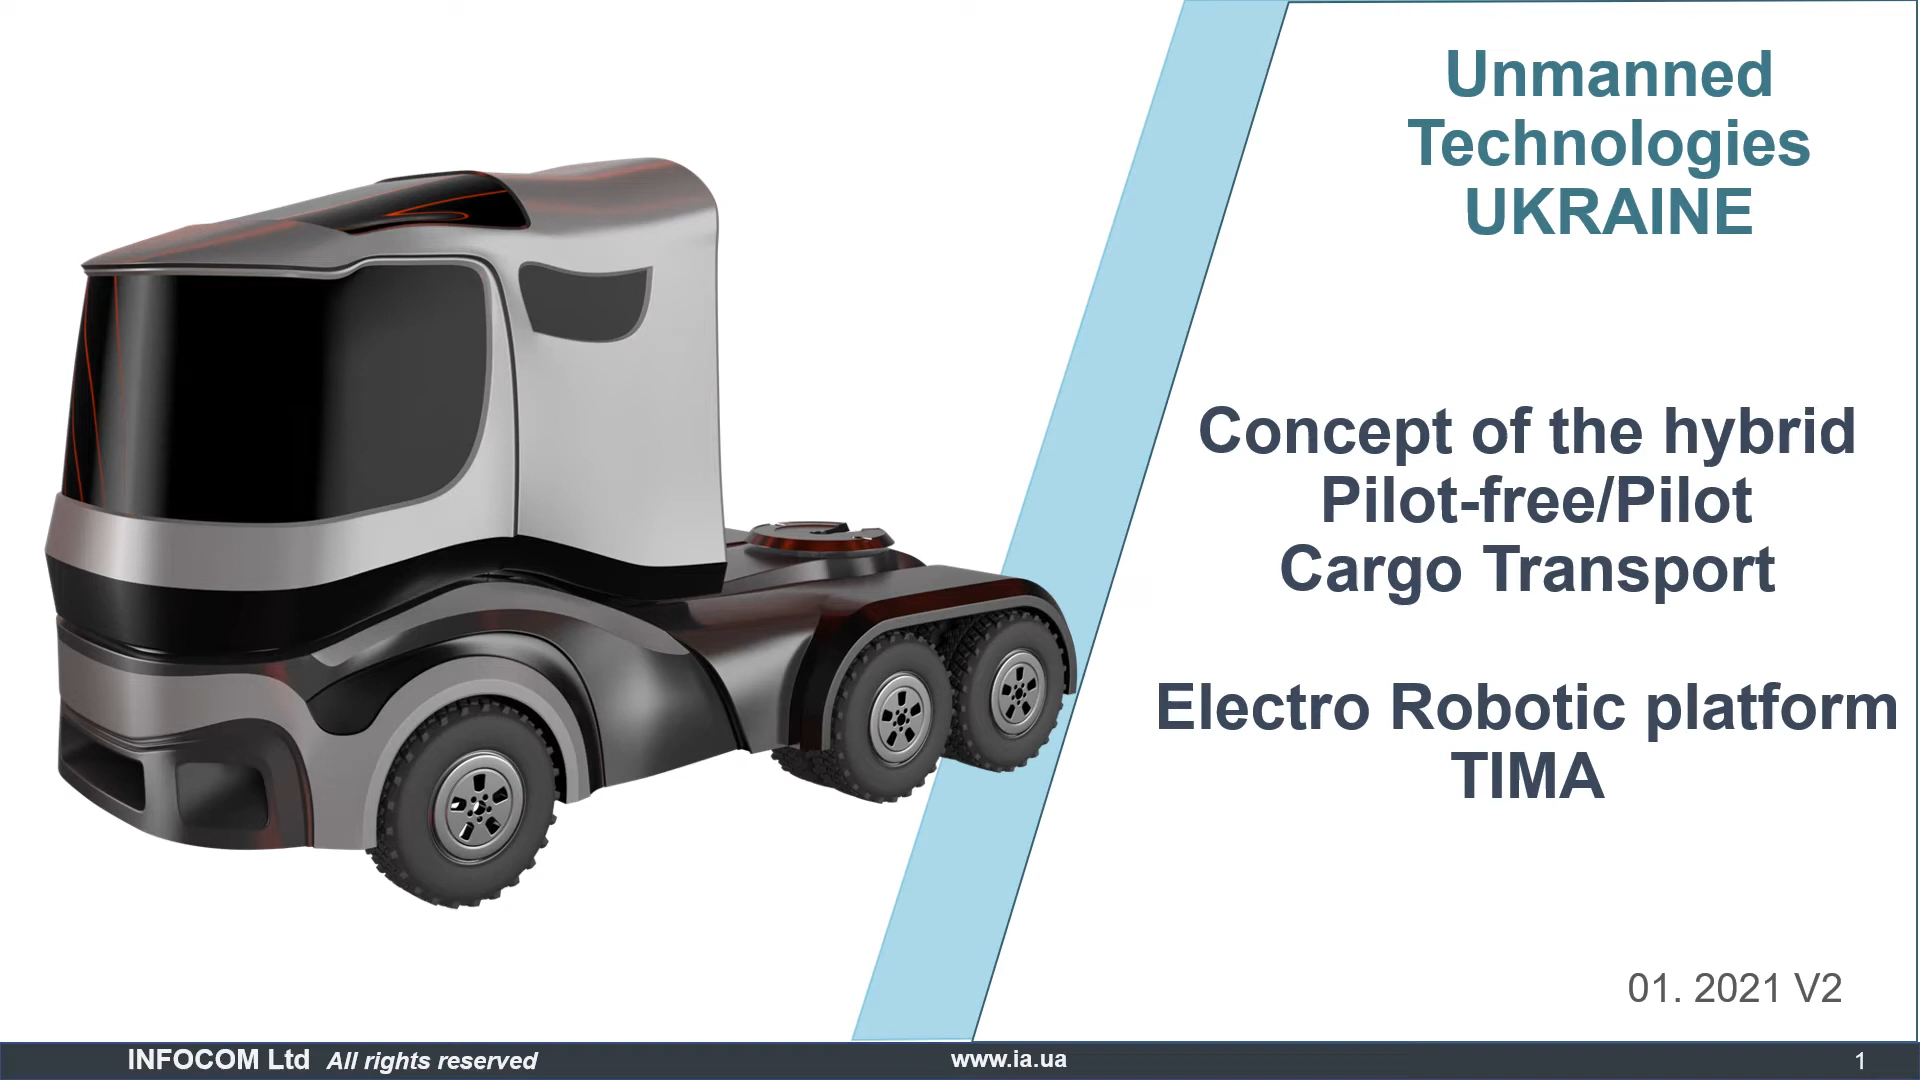 Unmanned
Technologies
UKRAINE
Concept of the hybrid
Pilot-free/Pilot
Cargo Transport
Electro Robotic platform
TIMA
01. 2021 V2
INFOCOM Ltd All rights reserved
www.ia.ua
1